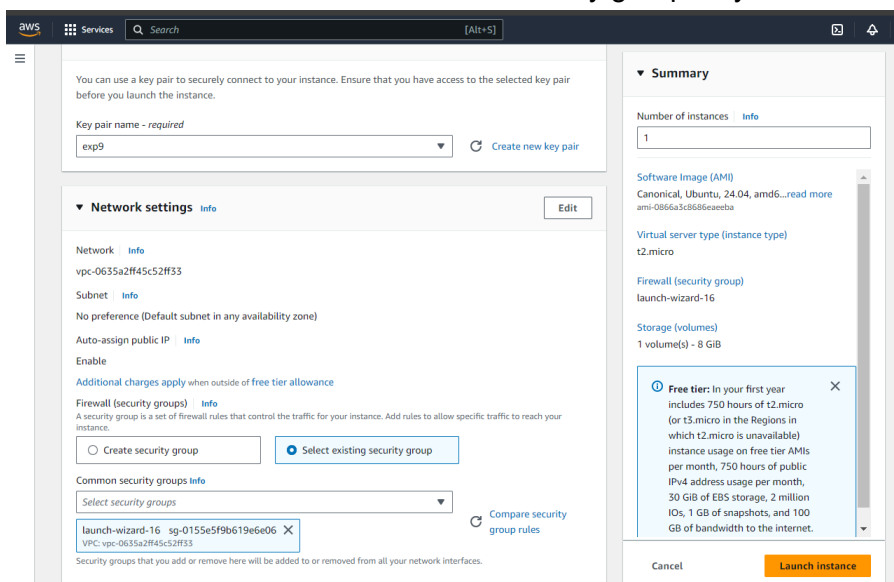 aws
Services
Search
[Alt+S]
You can use a key pair to securely connect to your instance. Ensure that you have access to the selected key pair
before you launch the instance.
Key pair name - required
exp9
Create new key pair
Network settings Info
Edit
Network Info
vpc-0635a2ff45c52ff33
Subnet Info
No preference (Default subnet in any availability zone)
Auto-assign public IP Info
Enable
Additional charges apply when outside of free tier allowance
Firewall (security groups) Info
A security group is a set of firewall rules that control the traffic for your instance. Add rules to allow specific traffic to reach your
instance.
Create security group
Select existing security group
Common security groups Info
Select security groups
launch-wizard-16 sg-0155e5f9b619e6e06
VPC: vpc-0635a2ff45c52ff33
Compare security
group rules
Security groups that you add or remove here will be added to or removed from all your network interfaces.
Summary
Number of instances Info
1
Software Image (AMI)
Canonical, Ubuntu, 24.04, amd6...read more
ami-0866a3c8686eaeeba
Virtual server type (instance type)
t2.micro
Firewall (security group)
launch-wizard-16
Storage (volumes)
1 volume(s) - 8 GiB
Free tier: In your first year
includes 750 hours of t2.micro
(or t3.micro in the Regions in
which t2.micro is unavailable)
instance usage on free tier AMIs
per month, 750 hours of public
IPv4 address usage per month,
30 GiB of EBS storage, 2 million
IOs, 1 GB of snapshots, and 100
GB of bandwidth to the internet.
Cancel
Launch instance